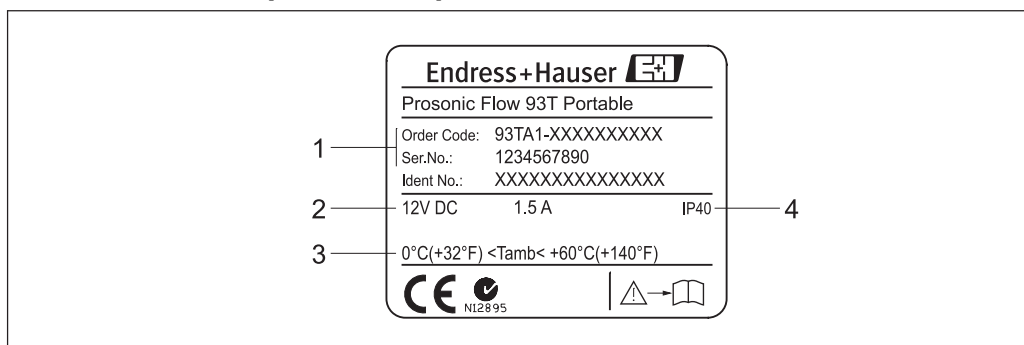 Endress+Hauser
Prosonic Flow 93T Portable
1 Order Code: 93TA1-XXXXXXXXXX
Ser.No.: 1234567890
Ident No.: XXXXXXXXXXXXXXX
2 12V DC 1.5 A IP40 4
3 0°C(+32°F) <Tamb< +60°C(+140°F)
CE N12895